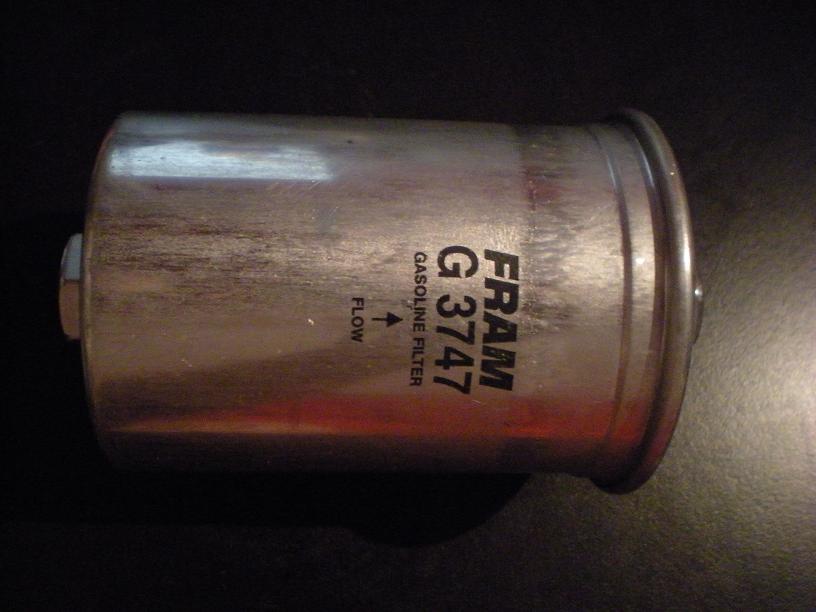 FRAM
G 3747
GASOLINE FILTER
FLOW